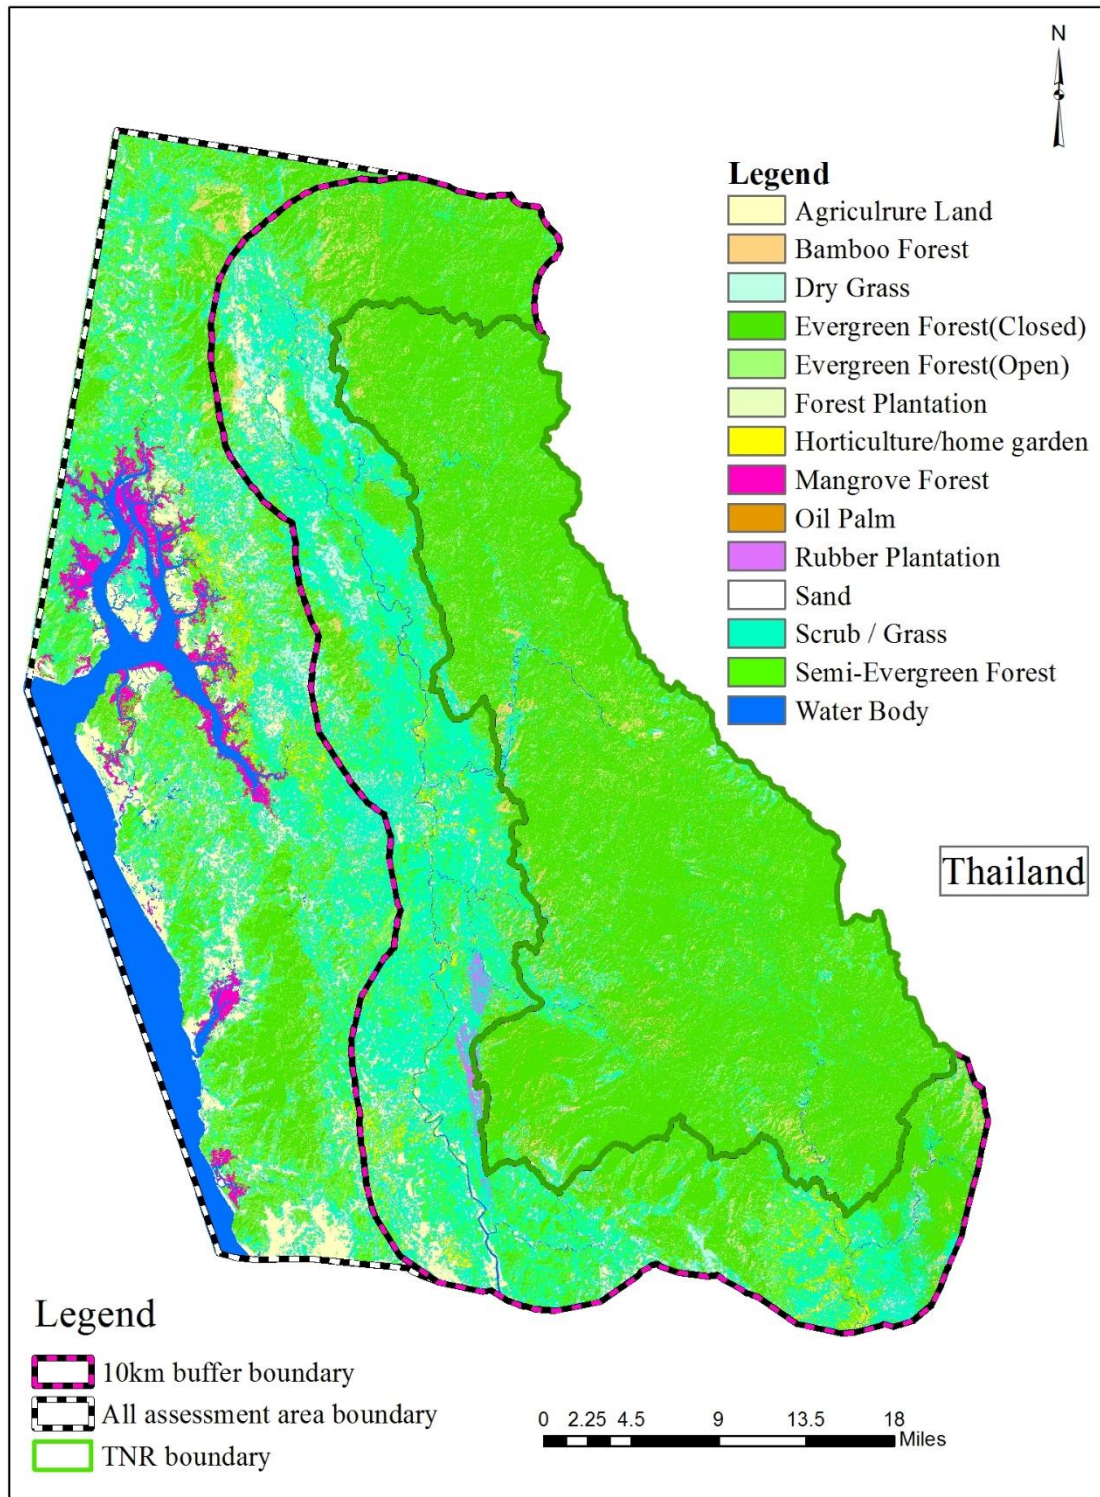 N
Legend
Agriculrure Land
Bamboo Forest
Dry Grass
Evergreen Forest(Closed)
Evergreen Forest(Open)
Forest Plantation
Horticulture/home garden
Mangrove Forest
Oil Palm
Rubber Plantation
Sand
Scrub / Grass
Semi-Evergreen Forest
Water Body
Thailand
Legend
10km buffer boundary
All assessment area boundary
TNR boundary
0 2.25 4.5 9 13.5 18
Miles